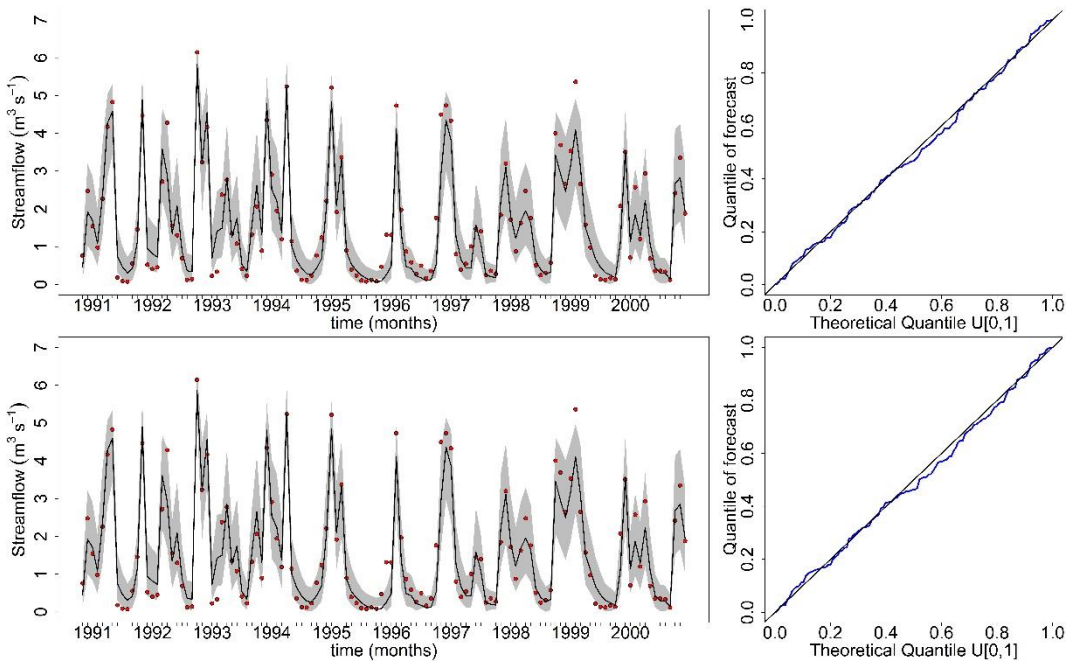 Streamflow (m³ s⁻¹)
7
6
5
4
3
2
1
0
1991 1992 1993 1994 1995 1996 1997 1998 1999 2000
time (months)
Quantile of forecast
1.0
0.8
0.6
0.4
0.2
0.0
0.0 0.2 0.4 0.6 0.8 1.0
Theoretical Quantile U[0,1]
Streamflow (m³ s⁻¹)
7
6
5
4
3
2
1
0
1991 1992 1993 1994 1995 1996 1997 1998 1999 2000
time (months)
Quantile of forecast
1.0
0.8
0.6
0.4
0.2
0.0
0.0 0.2 0.4 0.6 0.8 1.0
Theoretical Quantile U[0,1]